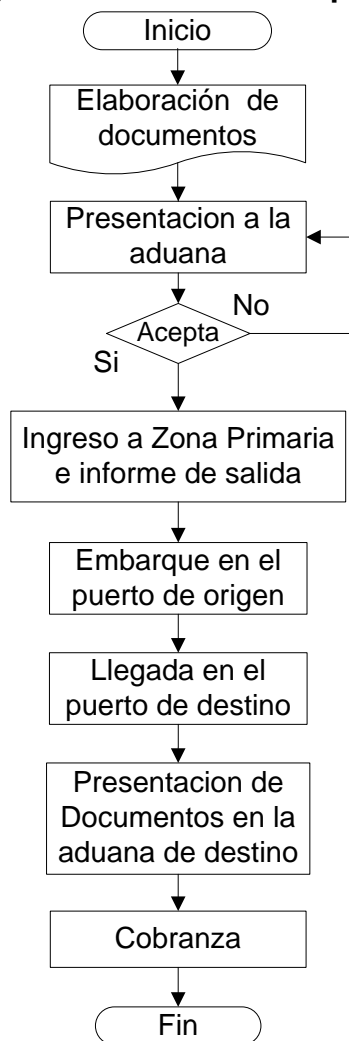 Inicio
Elaboración de
documentos
Presentacion a la
aduana
Acepta
No
Si
Ingreso a Zona Primaria
e informe de salida
Embarque en el
puerto de origen
Llegada en el
puerto de destino
Presentacion de
Documentos en la
aduana de destino
Cobranza
Fin